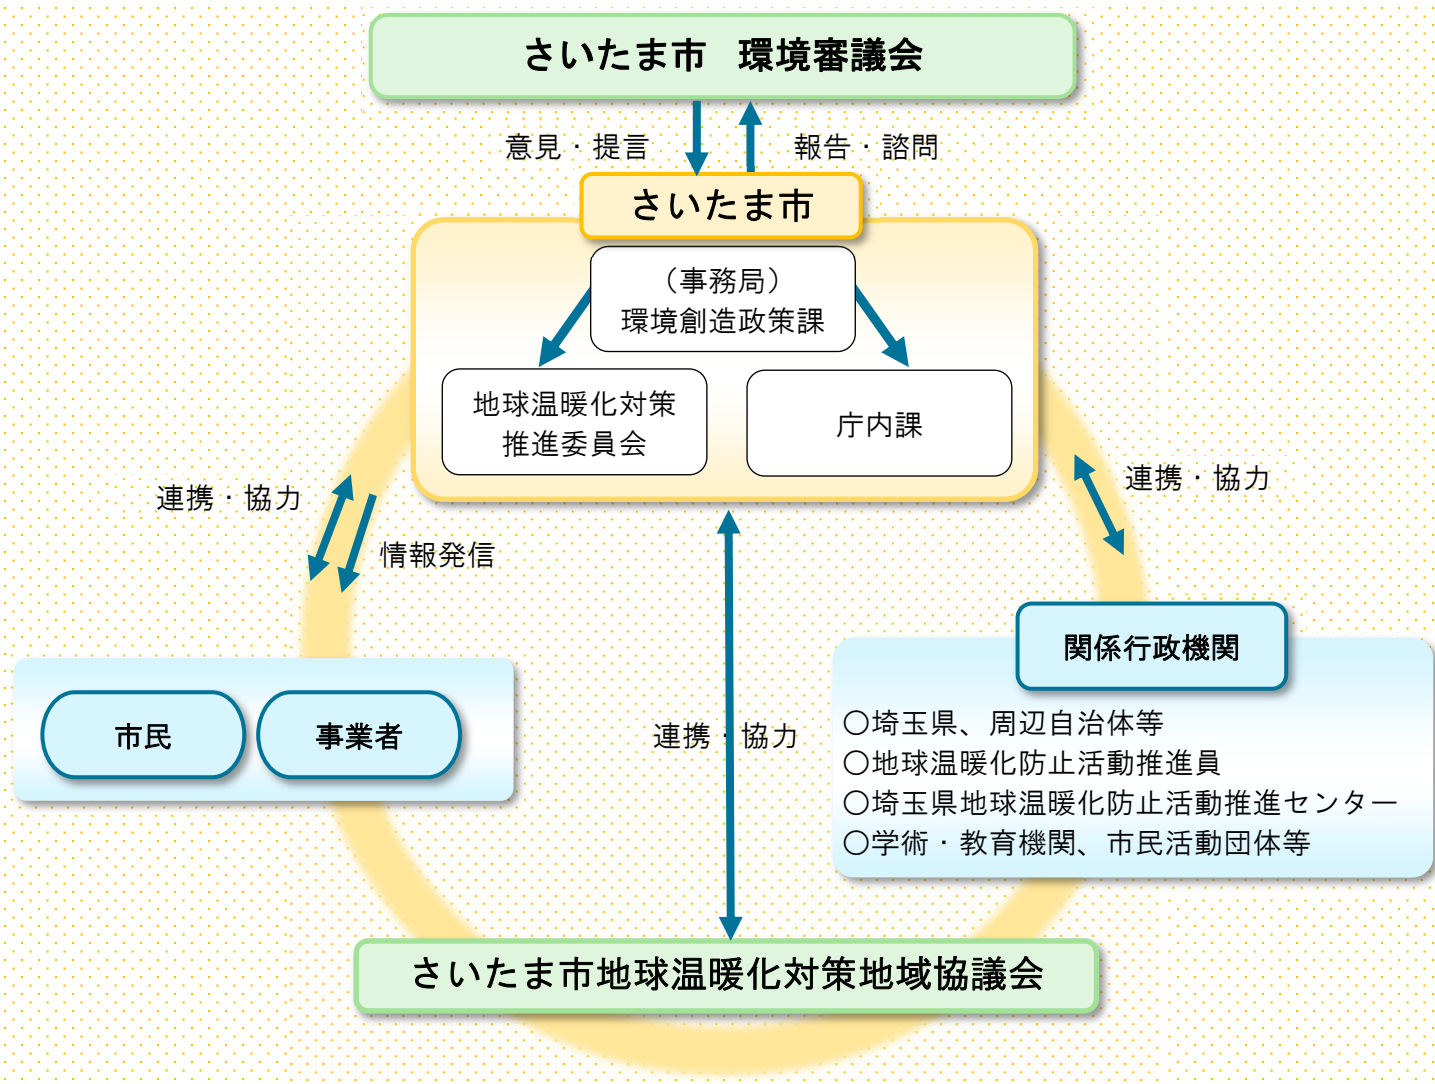 さいたま市　環境審議会
意見・提言
報告・諮問
さいたま市
（事務局）
環境創造政策課
地球温暖化対策
推進委員会
庁内課
連携・協力
情報発信
連携・協力
市民
事業者
連携・協力
関係行政機関
○埼玉県、周辺自治体等
○地球温暖化防止活動推進員
○埼玉県地球温暖化防止活動推進センター
○学術・教育機関、市民活動団体等
さいたま市地球温暖化対策地域協議会